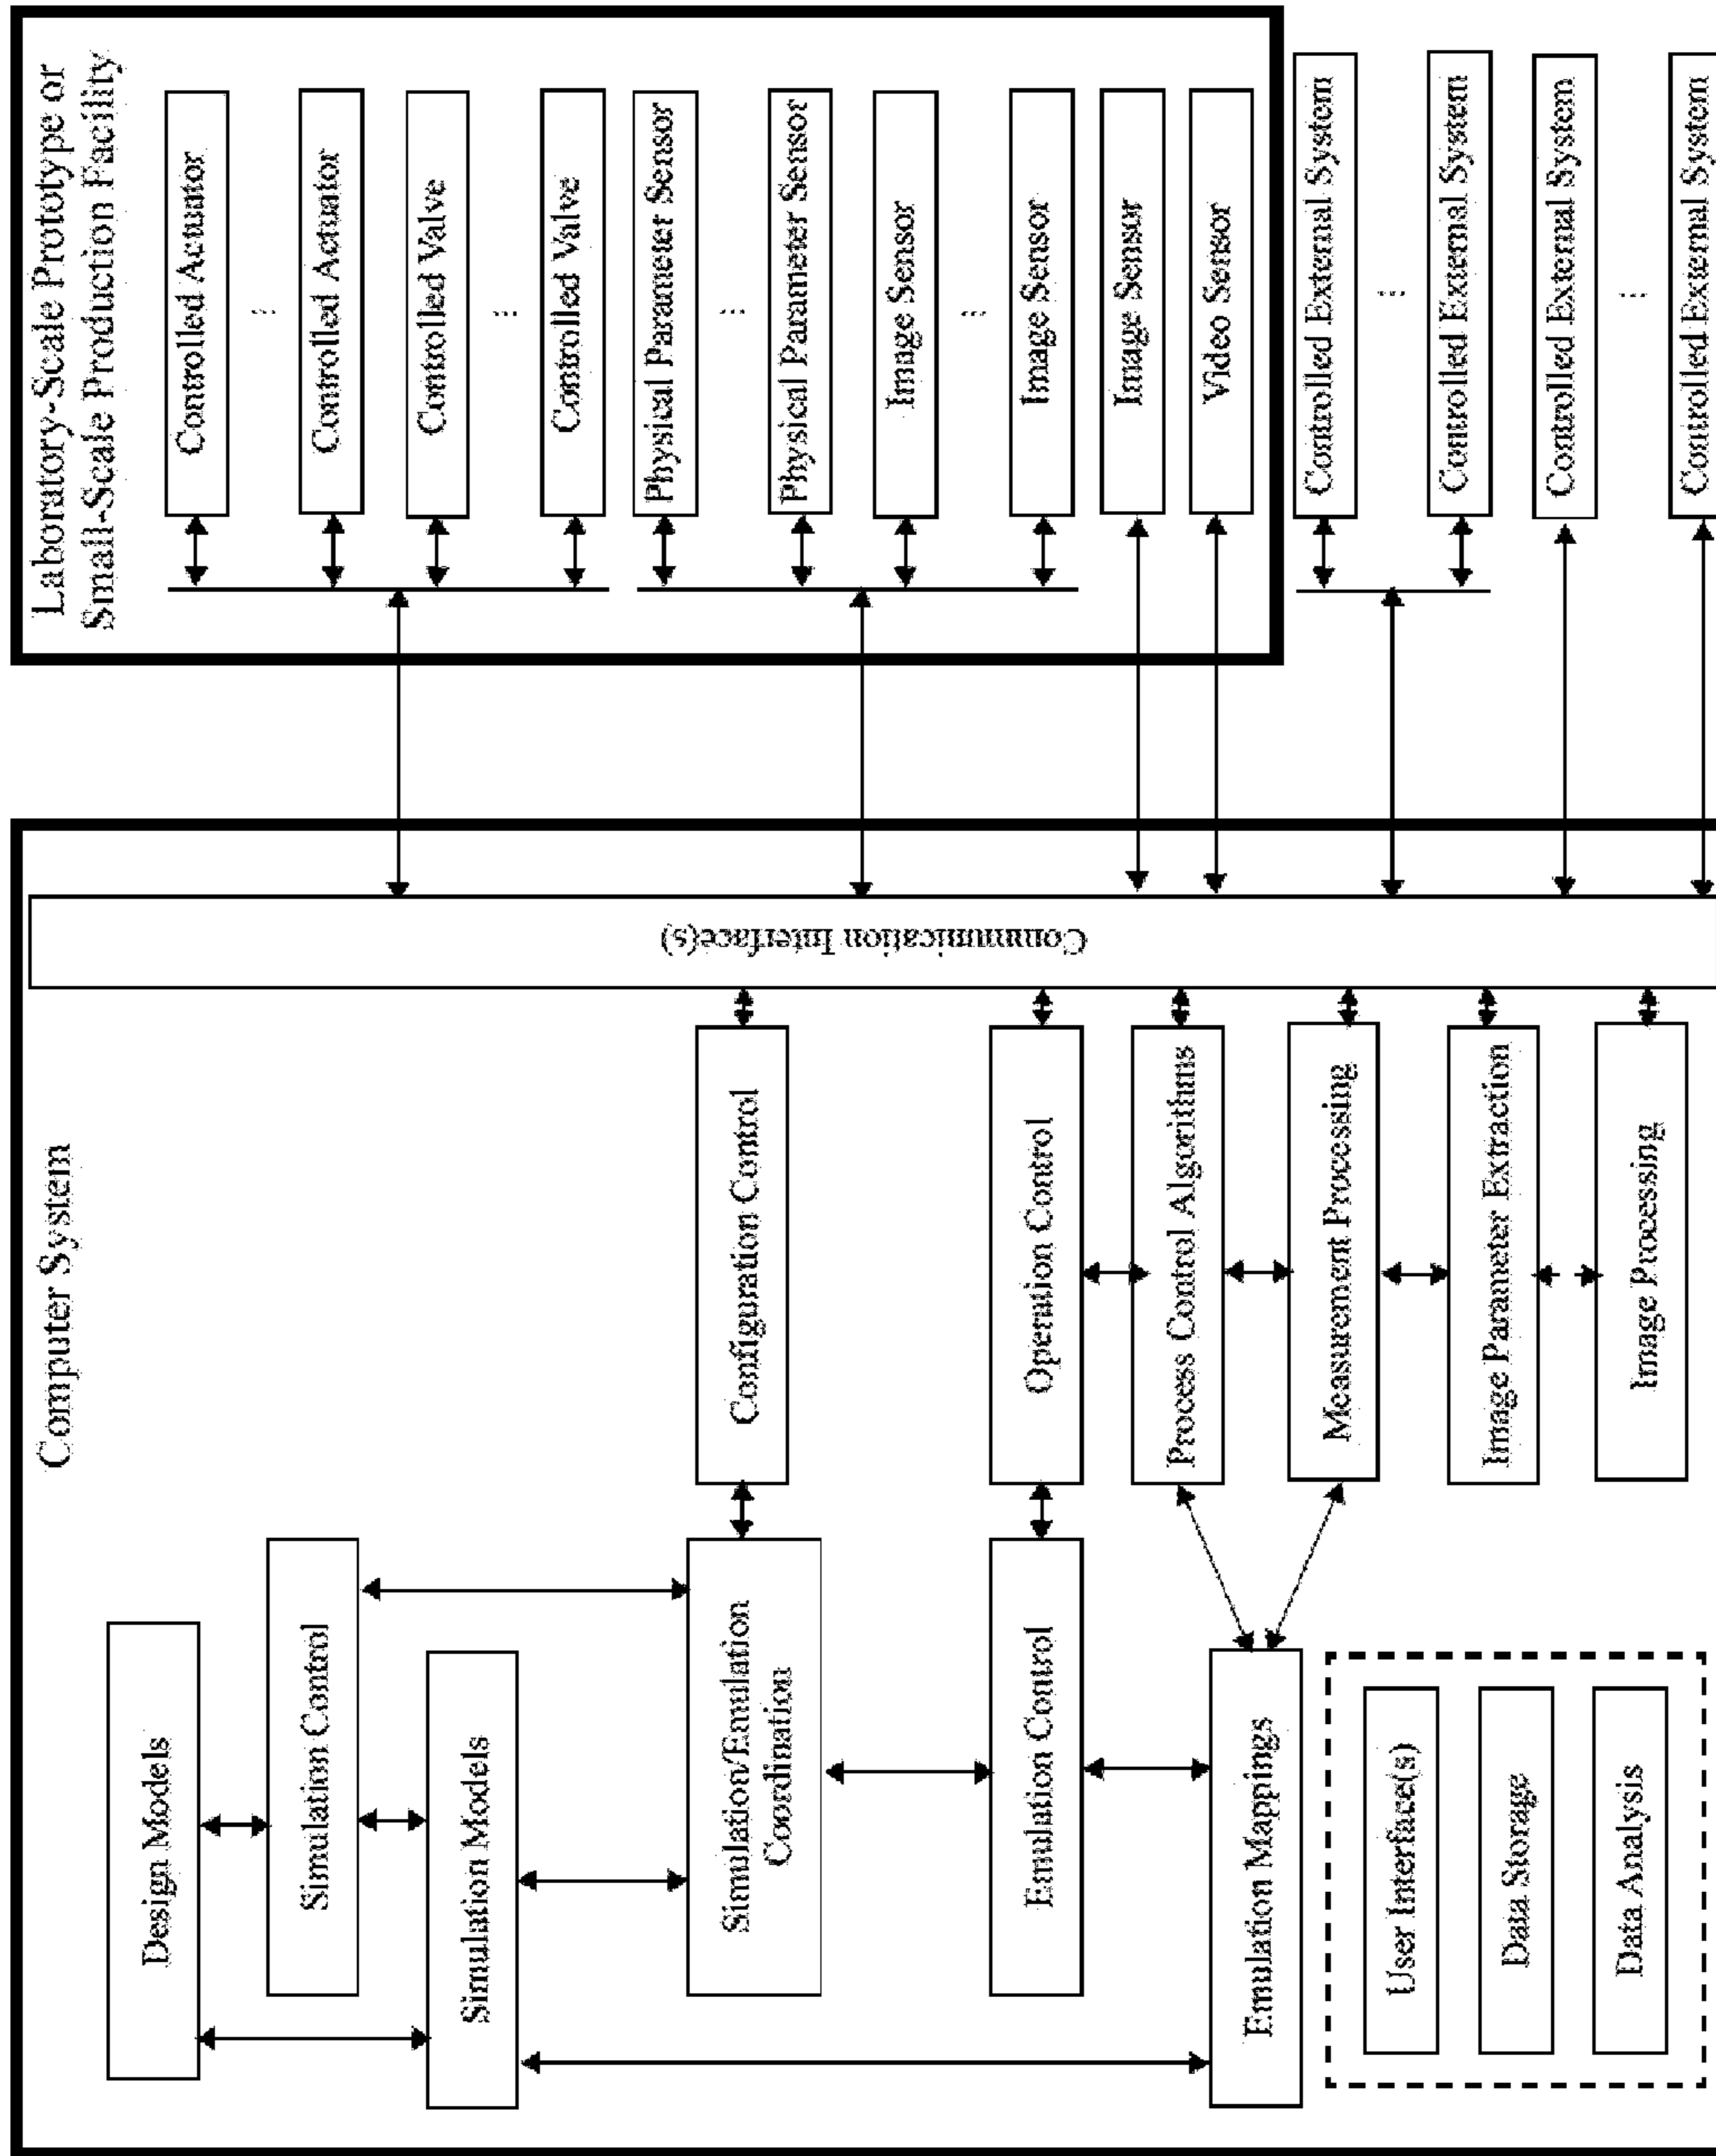 Computer System
Design Models
Simulation Control
Simulation Models
Simulation/Emulation
Coordination
Emulation Control
Emulation Mappings
User Interface(s)
Data Storage
Data Analysis
Configuration Control
Operation Control
Process Control Algorithms
Measurement Processing
Image Parameter Extraction
Image Processing
Communication Interface(s)
Laboratory-Scale Prototype or
Small-Scale Production Facility
Controlled Actuator
...
Controlled Actuator
Controlled Valve
...
Controlled Valve
Physical Parameter Sensor
...
Physical Parameter Sensor
Image Sensor
...
Image Sensor
Image Sensor
Video Sensor
Controlled External System
...
Controlled External System
Controlled External System
...
Controlled External System